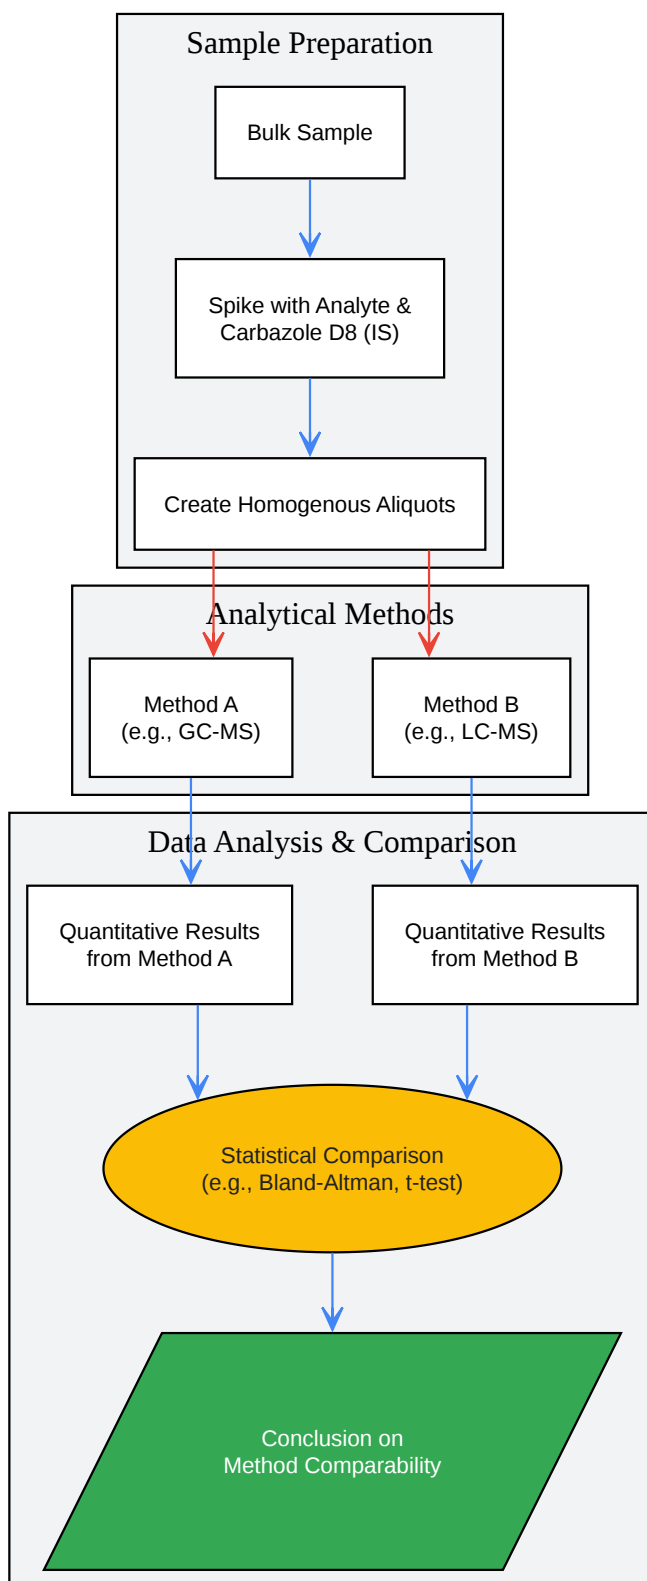 Sample Preparation
Bulk Sample
Spike with Analyte &
Carbazole D8 (IS)
Create Homogenous Aliquots
Analytical Methods
Method A
(e.g., GC-MS)
Method B
(e.g., LC-MS)
Data Analysis & Comparison
Quantitative Results
from Method A
Quantitative Results
from Method B
Statistical Comparison
(e.g., Bland-Altman, t-test)
Conclusion on
Method Comparability